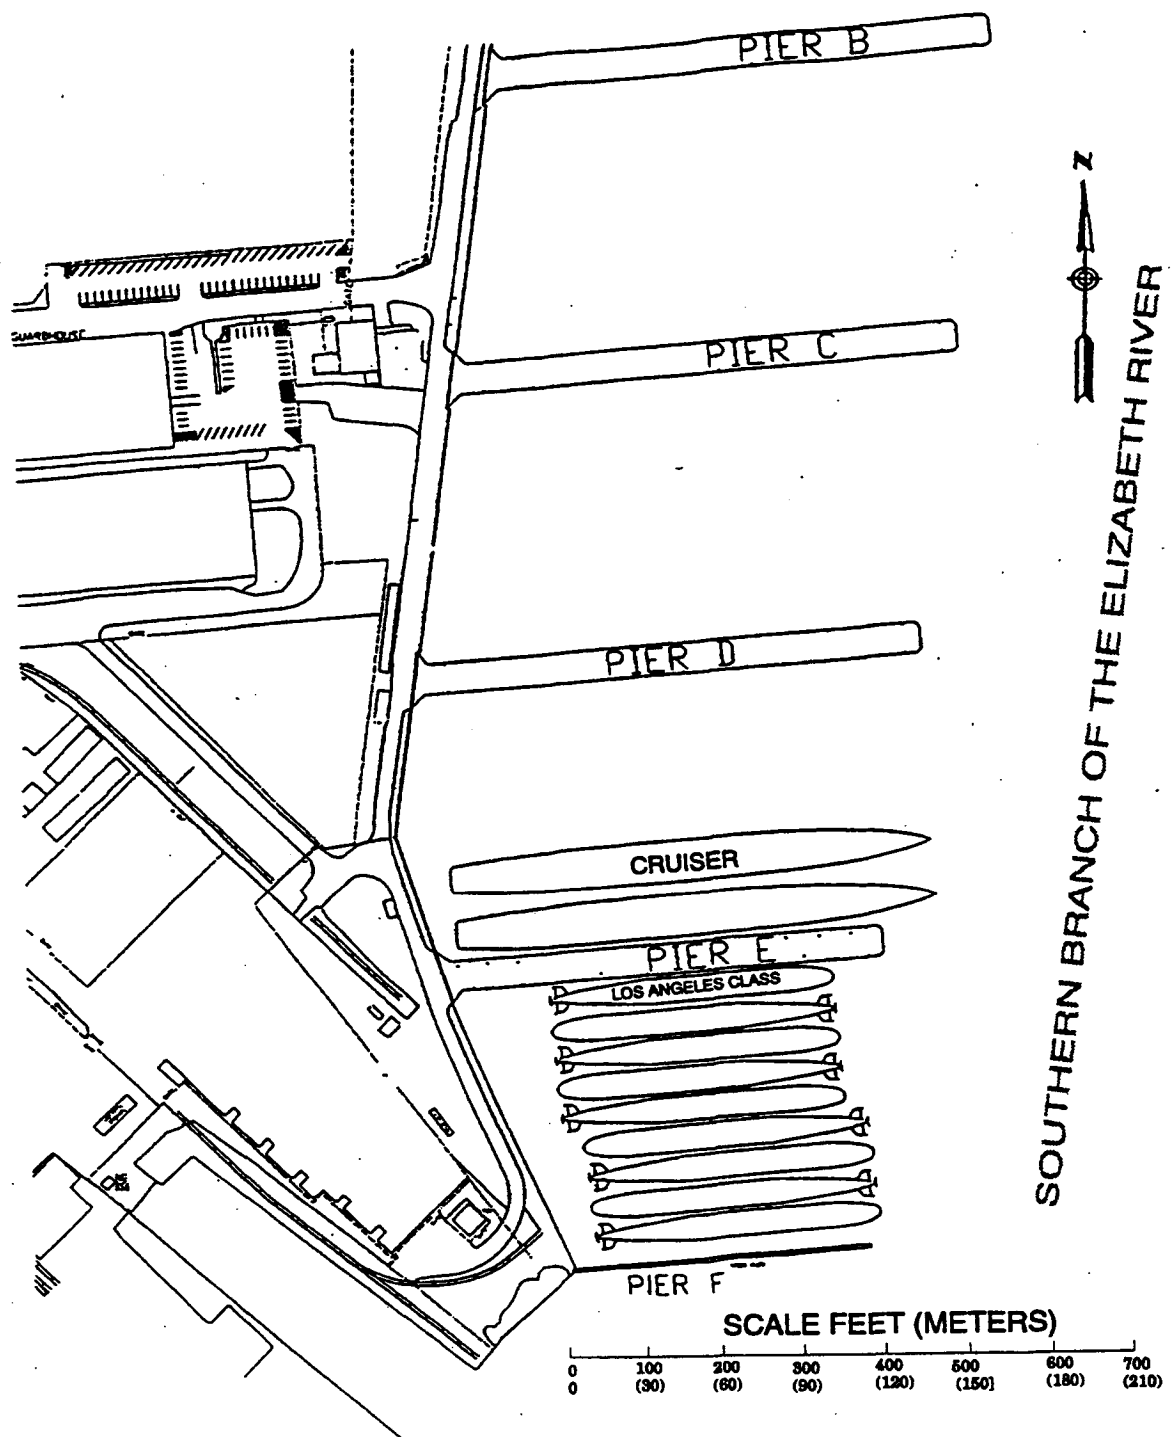 PIER B
N
GUARDHOUSE
PIER C
SOUTHERN BRANCH OF THE ELIZABETH RIVER
PIER D
CRUISER
PIER E
LOS ANGELES CLASS
PIER F
SCALE FEET (METERS)
0 100 200 300 400 500 600 700
0 (30) (60) (90) (120) (150] (180) (210)